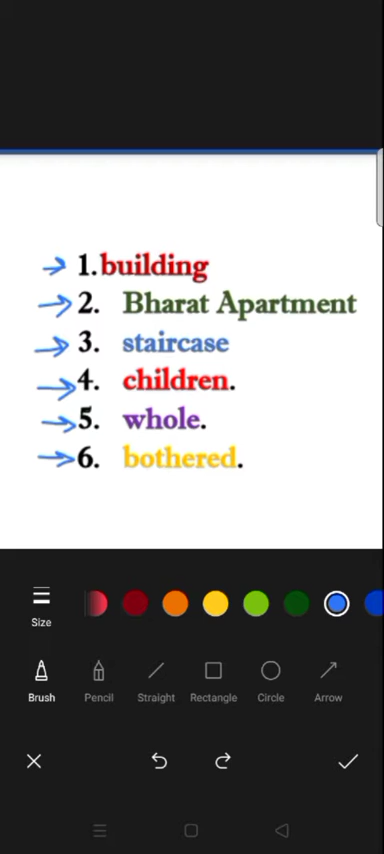 1.building
2. Bharat Apartment
3. staircase
4. children.
5. whole.
6. bothered.
Size
Brush Pencil Straight Rectangle Circle Arrow